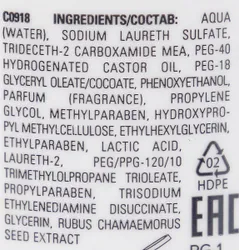 C0918 INGREDIENTS/СОСТАВ: AQUA
(WATER), SODIUM LAURETH SULFATE,
TRIDECETH-2 CARBOXAMIDE MEA, PEG-40
HYDROGENATED CASTOR OIL, PEG-18
GLYCERYL OLEATE/COCOATE, PHENOXYETHANOL,
PARFUM (FRAGRANCE), PROPYLENE
GLYCOL, METHYLPARABEN, HYDROXYPRO-
PYL METHYLCELLULOSE, ETHYLHEXYLGLYCERIN,
ETHYLPARABEN, LACTIC ACID,
LAURETH-2, PEG/PPG-120/10
TRIMETHYLOLPROPANE TRIOLEATE,
PROPYLPARABEN, TRISODIUM
ETHYLENEDIAMINE DISUCCINATE,
GLYCERIN, RUBUS CHAMAEMORUS
SEED EXTRACT
02
HDPE
EAC